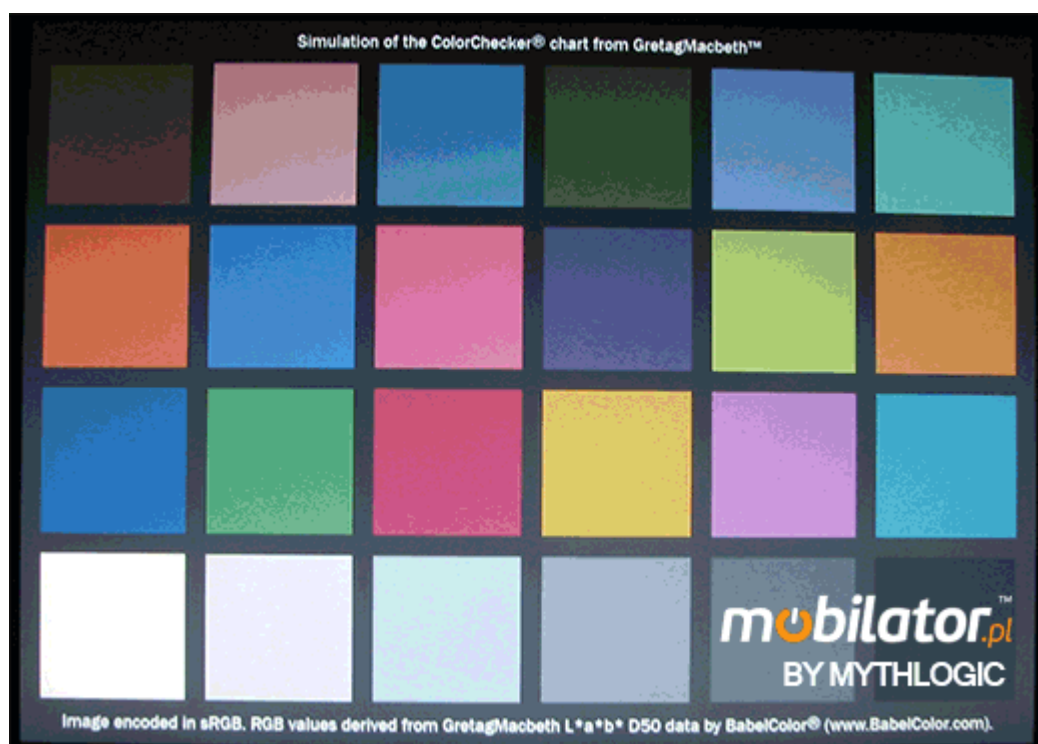 Simulation of the ColorChecker® chart from GretagMacbeth™
mobilator.pl™
BY MYTHLOGIC
Image encoded in sRGB. RGB values derived from GretagMacbeth L*a*b* D50 data by BabelColor® (www.BabelColor.com).